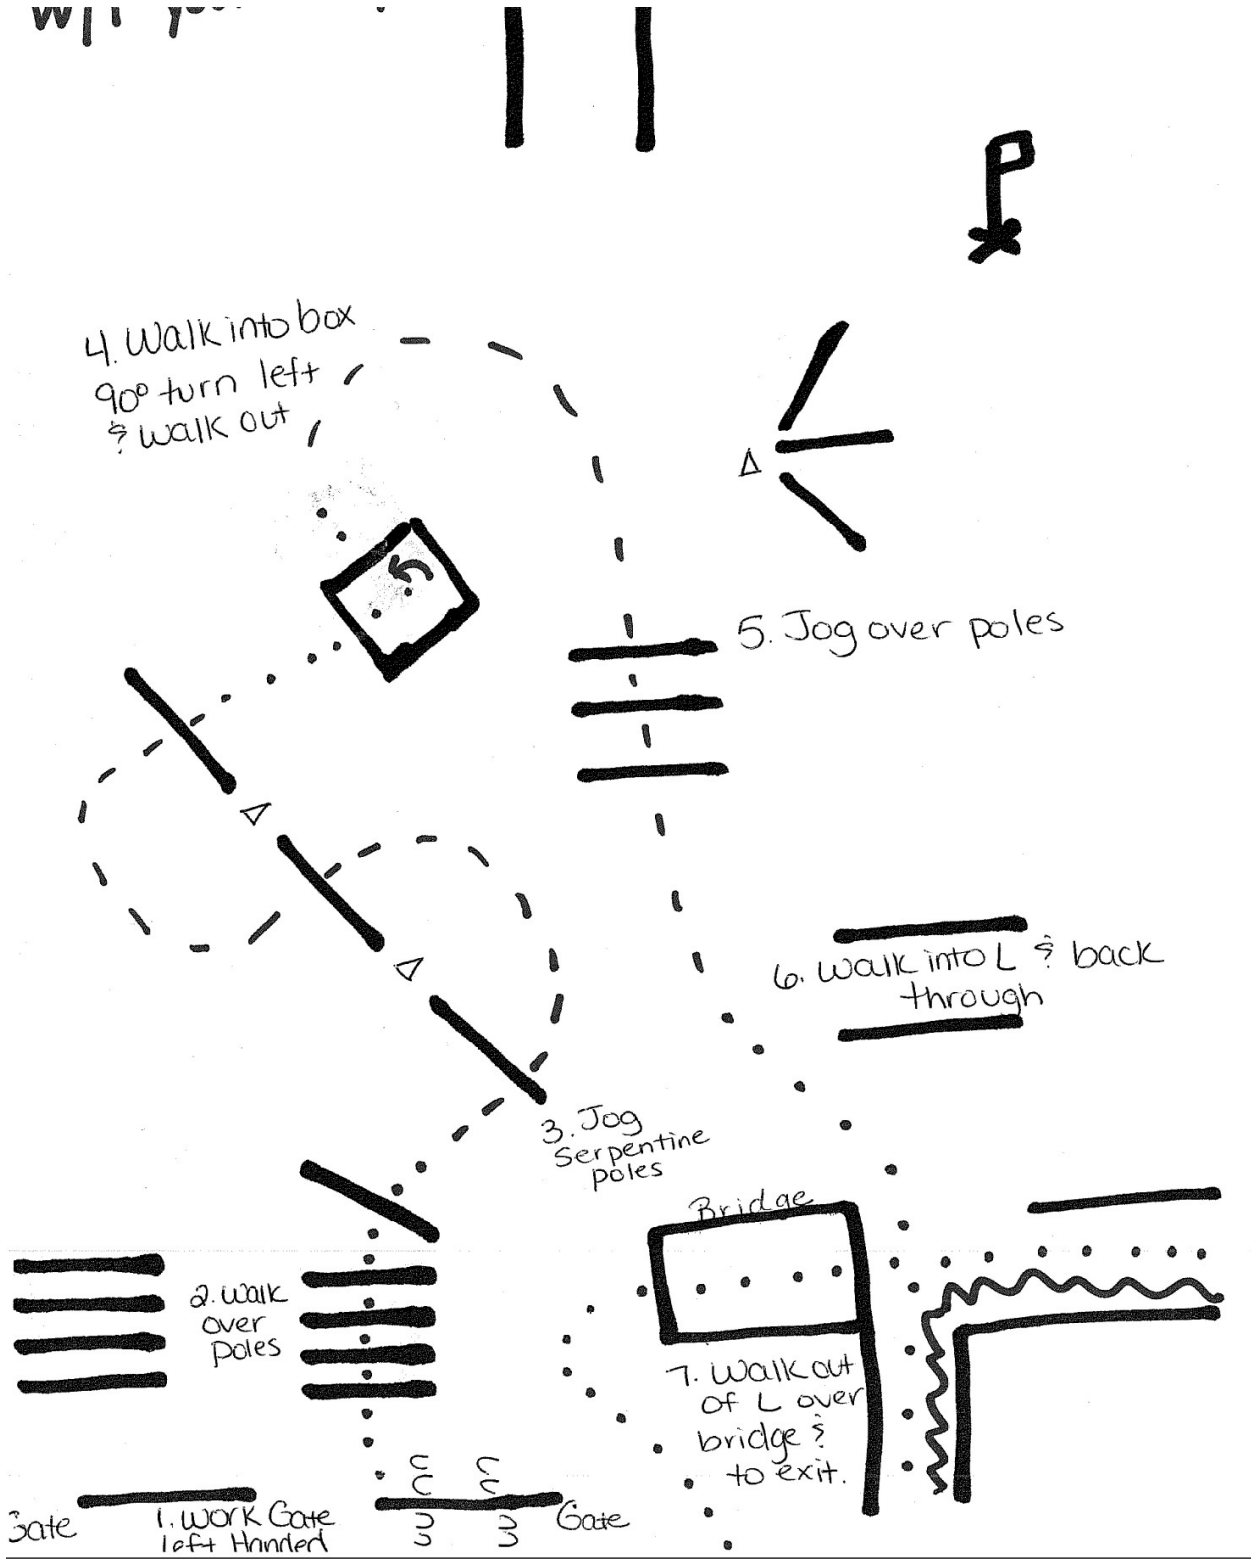 4. Walk into box
90° turn left
& walk out
5. Jog over poles
6. Walk into L & back
through
3. Jog
Serpentine
poles
Bridge
2. Walk
over
poles
7. Walk out
of L over
bridge &
to exit.
1. Work Gate
left Handed
Gate
Gate